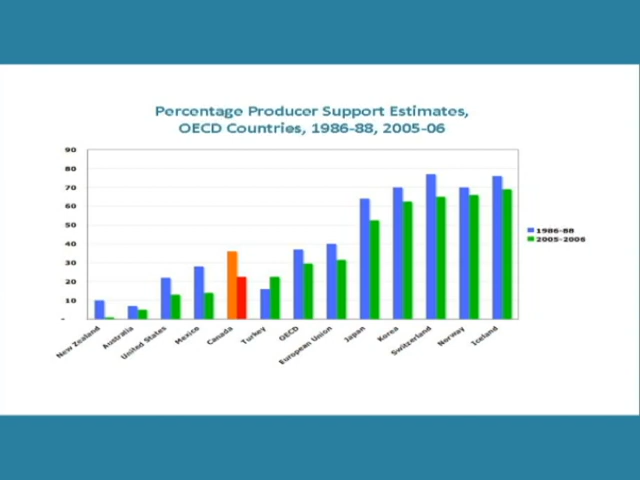 Percentage Producer Support Estimates,
OECD Countries, 1986-88, 2005-06
90
80
70
60
50
40
30
20
10
-
1986-88
2005-2006
New Zealand
Australia
United States
Mexico
Canada
Turkey
OECD
European Union
Japan
Korea
Switzerland
Norway
Iceland